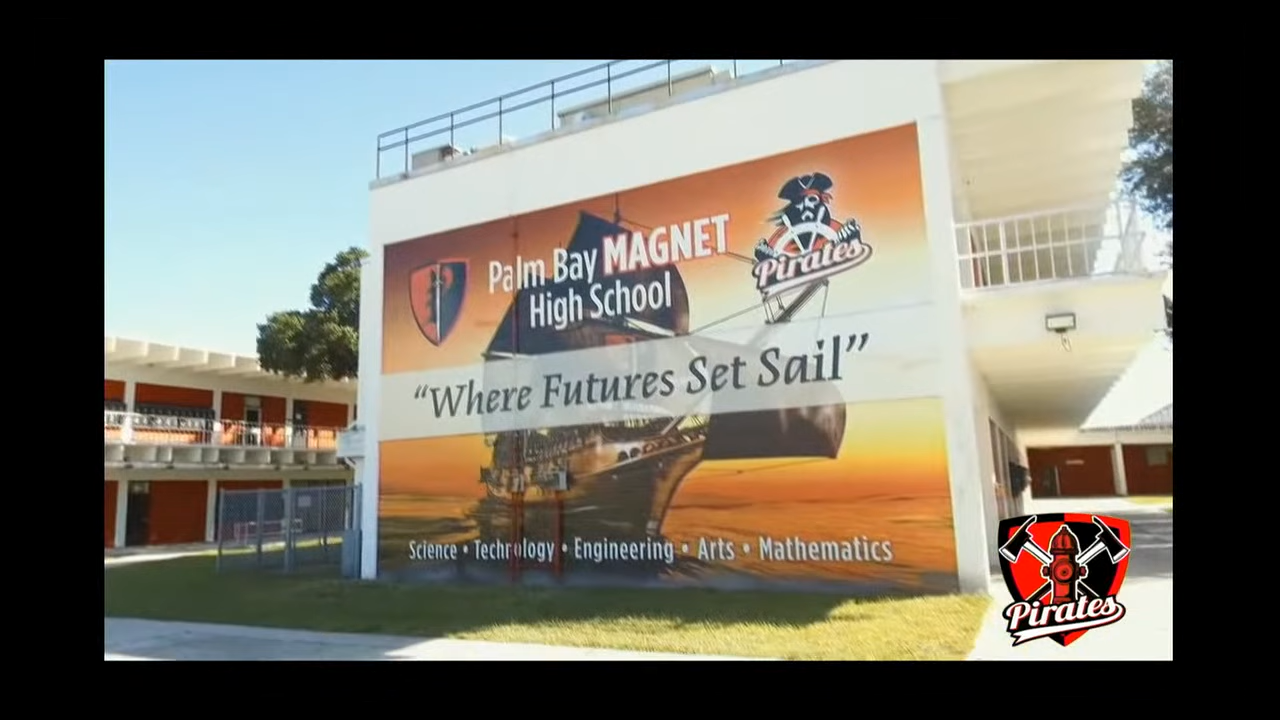 Palm Bay MAGNET
High School
Pirates
“Where Futures Set Sail”
Science • Technology • Engineering • Arts • Mathematics
Pirates